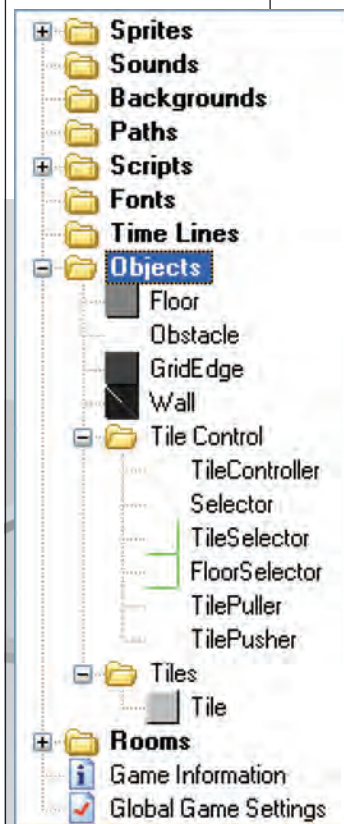 Sprites
Sounds
Backgrounds
Paths
Scripts
Fonts
Time Lines
Objects
Floor
Obstacle
GridEdge
Wall
Tile Control
TileController
Selector
TileSelector
FloorSelector
TilePuller
TilePusher
Tiles
Tile
Rooms
Game Information
Global Game Settings